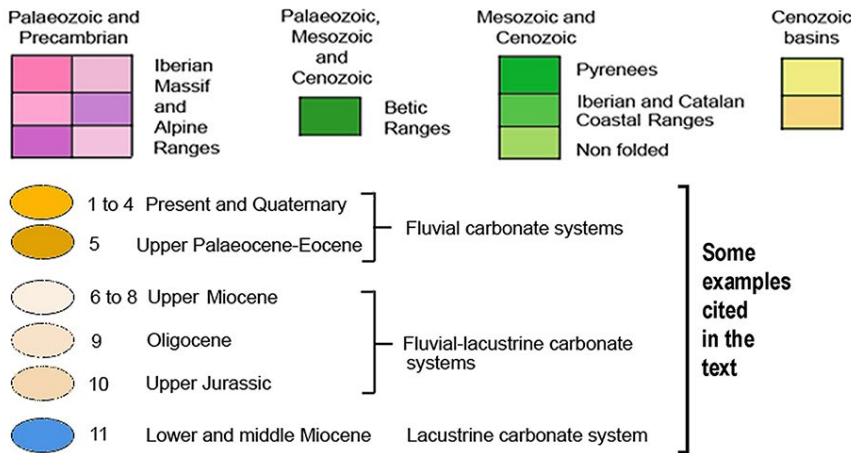 Palaeozoic and
Precambrian
Iberian
Massif
and
Alpine
Ranges
Palaeozoic,
Mesozoic
and
Cenozoic
Betic
Ranges
Mesozoic and
Cenozoic
Pyrenees
Iberian and Catalan
Coastal Ranges
Non folded
Cenozoic
basins
1 to 4 Present and Quaternary
5 Upper Palaeocene-Eocene
Fluvial carbonate systems
6 to 8 Upper Miocene
9 Oligocene
10 Upper Jurassic
Fluvial-lacustrine carbonate
systems
11 Lower and middle Miocene Lacustrine carbonate system
Some
examples
cited
in the
text